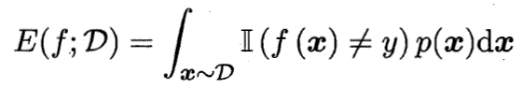 E(f; 𝒟) = ∫_{𝒙∼𝒟} 𝕀(f(𝒙) ≠ y) p(𝒙)d𝒙